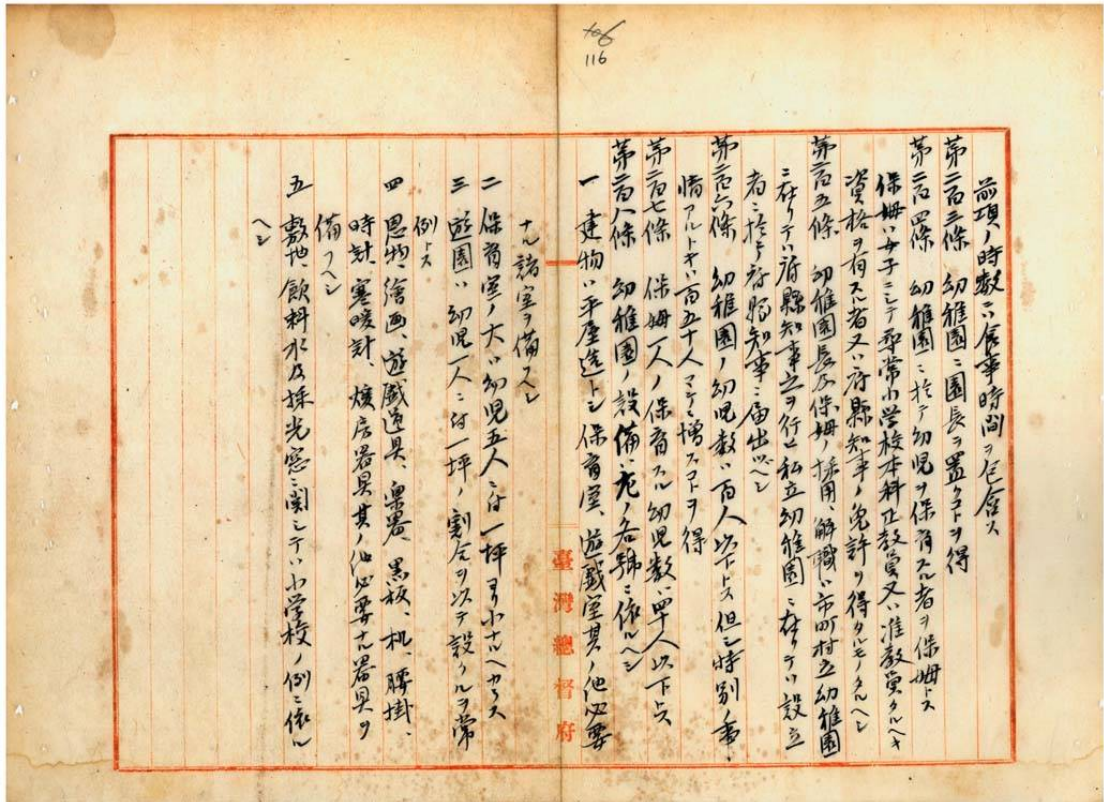 116
前項ノ時数ニハ食事時間ヲ包含ス
第二百三條 幼稚園ニ園長ヲ置クコトヲ得
第二百四條 幼稚園ニ於テ幼児ヲ保育スル者ヲ保姆トス
保姆ハ女子ニシテ尋常小学校本科正教員又ハ准教員タルヘキ
資格ヲ有スル者又ハ府縣知事ノ免許ヲ得タルモノタルヘシ
第二百五條 幼稚園長及保姆ノ採用、解職ハ市町村立幼稚園
ニ在リテハ府縣知事之ヲ行ヒ私立幼稚園ニ在リテハ設立
者ニ於テ府縣知事ニ届出ツヘシ
第二百六條 幼稚園ノ幼児数ハ百人以下トス但シ特別ノ事
情アルトキハ百五十人マテニ増スコトヲ得
第二百七條 保姆一人ノ保育スル幼児数ハ四十人以下トス
第二百八條 幼稚園ノ設備ハ左ノ各號ニ依ルヘシ
一 建物ハ平屋造トシ保育室、遊戯室其ノ他必要
臺灣總督府
ナル諸室ヲ備フヘシ
二 保育室ノ大ハ幼児五人ニ付一坪ヨリ小ナルヘカラス
三 遊園ハ幼児一人ニ付一坪ノ割合ヲ以テ設クルヲ常
例トス
四 恩物、繪画、遊戯道具、楽器、黒板、机、腰掛、
時計、寒暖計、煖房器具其ノ他必要ナル器具ヲ
備フヘシ
五 敷地、飲料水及採光窓ニ関シテハ小学校ノ例ニ依ル
ヘシ